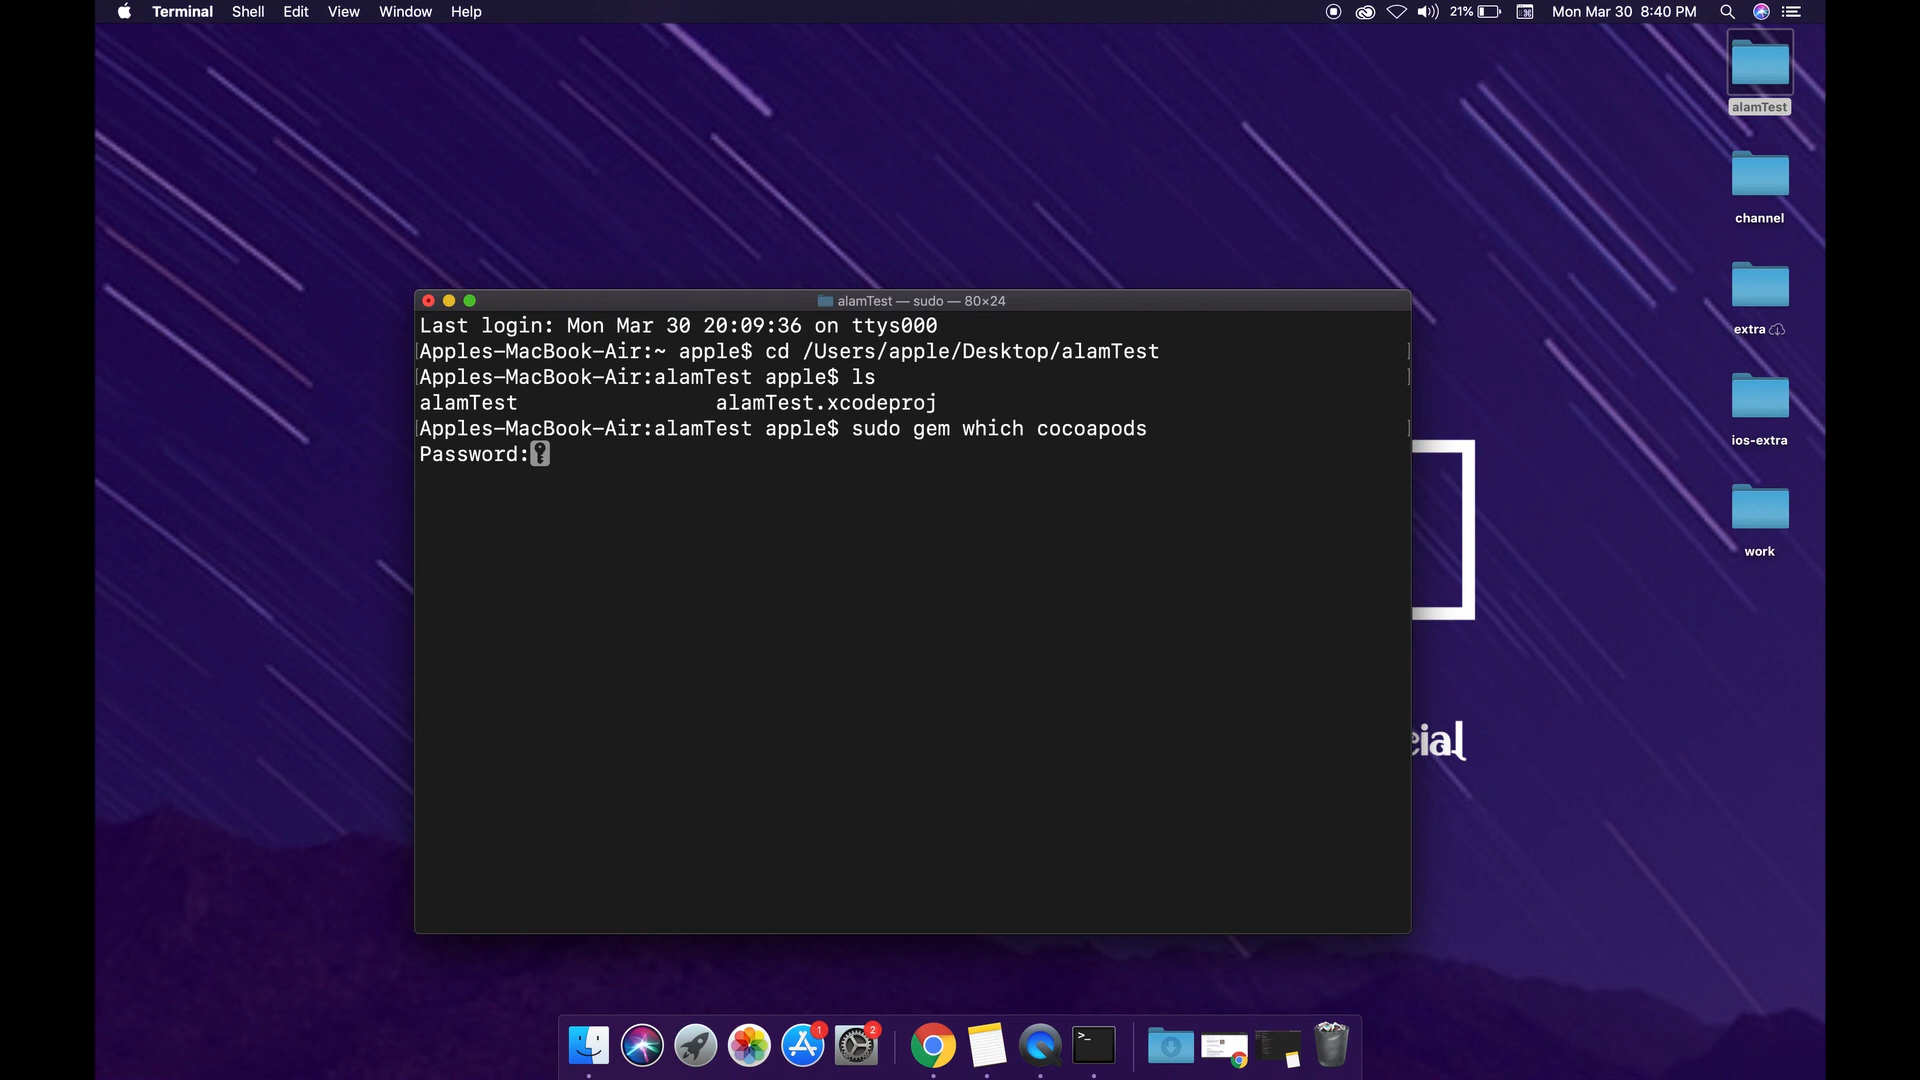 Terminal Shell Edit View Window Help 21% Mon Mar 30 8:40 PM
alamTest
channel
extra
ios-extra
work
alamTest — sudo — 80×24
Last login: Mon Mar 30 20:09:36 on ttys000
[Apples-MacBook-Air:~ apple$ cd /Users/apple/Desktop/alamTest ]
[Apples-MacBook-Air:alamTest apple$ ls ]
alamTest alamTest.xcodeproj
[Apples-MacBook-Air:alamTest apple$ sudo gem which cocoapods ]
Password:
1
2
>_